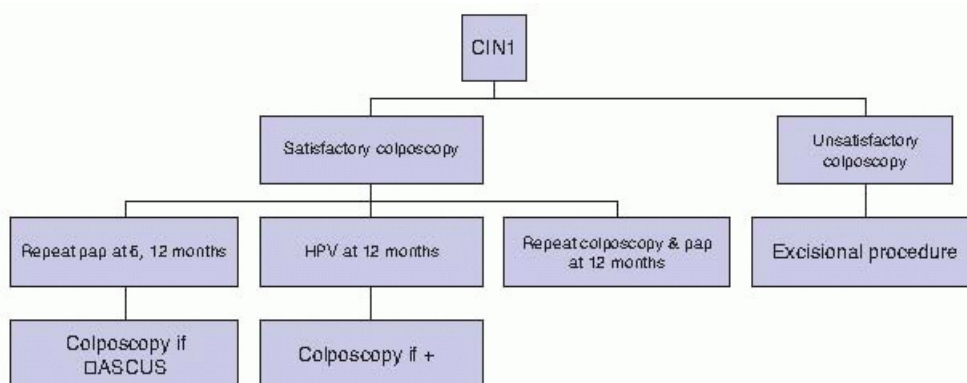 CIN1
Satisfactory colposcopy
Unsatisfactory
colposcopy
Repeat pap at 6, 12 months
HPV at 12 months
Repeat colposcopy & pap
at 12 months
Excisional procedure
Colposcopy if
□ASCUS
Colposcopy if +